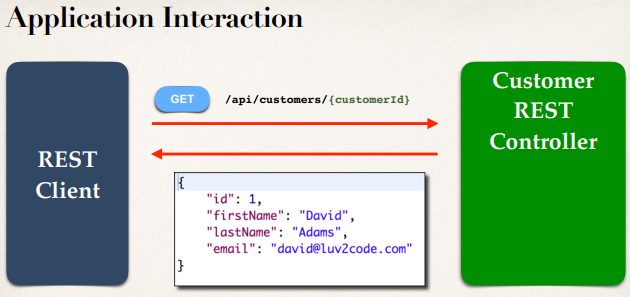 Application Interaction
GET /api/customers/{customerId}
REST
Client
Customer
REST
Controller
{
"id": 1,
"firstName": "David",
"lastName": "Adams",
"email": "david@luv2code.com"
}